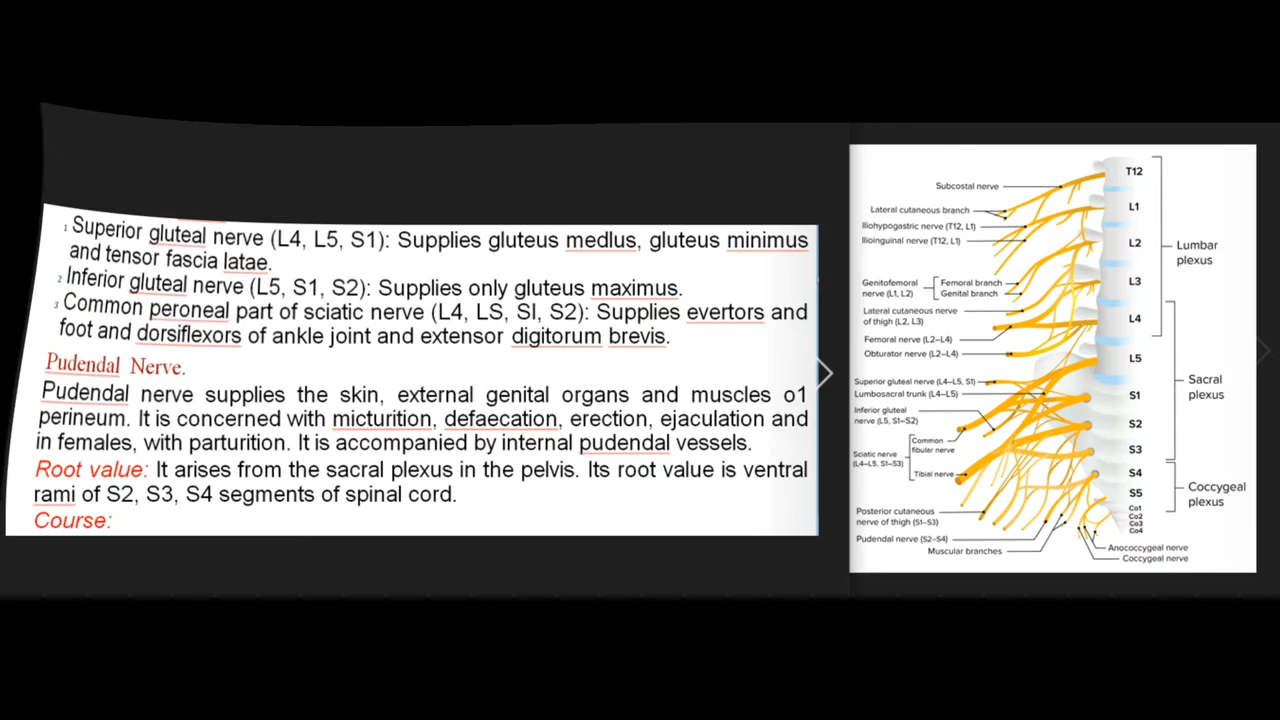 1 Superior gluteal nerve (L4, L5, S1): Supplies gluteus medlus, gluteus minimus
and tensor fascia latae.
2 Inferior gluteal nerve (L5, S1, S2): Supplies only gluteus maximus.
3 Common peroneal part of sciatic nerve (L4, LS, SI, S2): Supplies evertors and
foot and dorsiflexors of ankle joint and extensor digitorum brevis.
Pudendal Nerve.
Pudendal nerve supplies the skin, external genital organs and muscles o1
perineum. It is concerned with micturition, defaecation, erection, ejaculation and
in females, with parturition. It is accompanied by internal pudendal vessels.
Root value: It arises from the sacral plexus in the pelvis. Its root value is ventral
rami of S2, S3, S4 segments of spinal cord.
Course:
Subcostal nerve
Lateral cutaneous branch
Iliohypogastric nerve (T12, L1)
Ilioinguinal nerve (T12, L1)
Genitofemoral
nerve (L1, L2)
Femoral branch
Genital branch
Lateral cutaneous nerve
of thigh (L2, L3)
Femoral nerve (L2–L4)
Obturator nerve (L2–L4)
Superior gluteal nerve (L4–L5, S1)
Lumbosacral trunk (L4–L5)
Inferior gluteal
nerve (L5, S1–S2)
Common
fibular nerve
Sciatic nerve
(L4–L5, S1–S3)
Tibial nerve
Posterior cutaneous
nerve of thigh (S1–S3)
Pudendal nerve (S2–S4)
Muscular branches
T12
L1
L2
L3
L4
L5
S1
S2
S3
S4
S5
Co1
Co2
Co3
Co4
Lumbar
plexus
Sacral
plexus
Coccygeal
plexus
Anococcygeal nerve
Coccygeal nerve